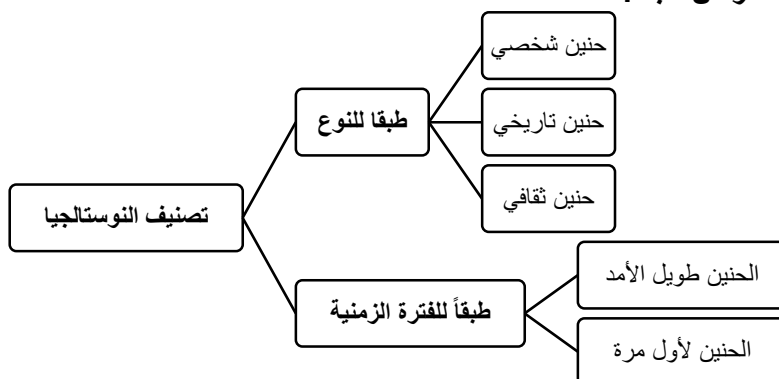 حنين شخصي
طبقا للنوع
حنين تاريخي
حنين ثقافي
تصنيف النوستالجيا
الحنين طويل الأمد
طبقاً للفترة الزمنية
الحنين لأول مرة